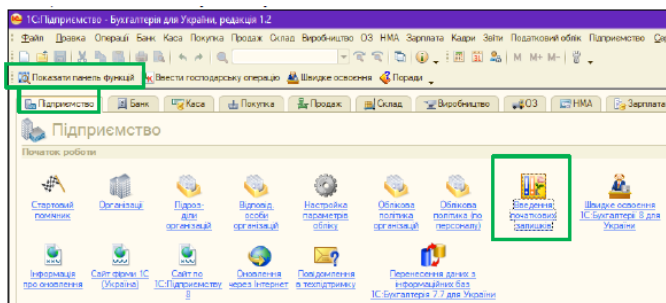 1С:Підприємство - Бухгалтерія для України, редакція 1.2
Файл Правка Операції Банк Каса Покупка Продаж Склад Виробництво ОЗ НМА Зарплата Кадри Звіти Податковий облік Підприємство
M M+ M-
Показати панель функцій Ввести господарську операцію Швидке освоєння Поради
Підприємство Банк Каса Покупка Продаж Склад Виробництво ОЗ НМА Зарплата
Підприємство
Початок роботи
Стартовий помічник
Організації
Підроз-
діли
організацій
Відповід.
особи
організацій
Настройка
параметрів
обліку
Облікова
політика
організацій
Облікова
політика (по
персоналу)
Введення
початкових
залишків
Швидке освоєння
1С:Бухгалтерії 8 для
України
Інформація
про оновлення
Сайт фірми 1С
(Україна)
Сайт по
1С:Підприємству
8
Оновлення
через Інтернет
Повідомлення
в техпідтримку
Перенесення даних з
інформаційних баз
1С:Бухгалтерія 7.7 для України